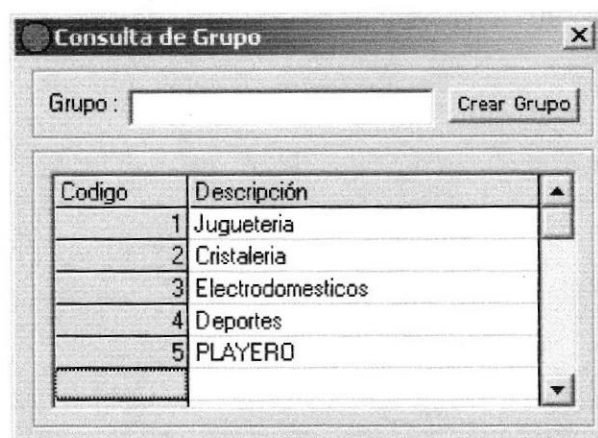 Consulta de Grupo
Grupo : Crear Grupo
Codigo Descripción
1 Jugueteria
2 Cristaleria
3 Electrodomesticos
4 Deportes
5 PLAYERO